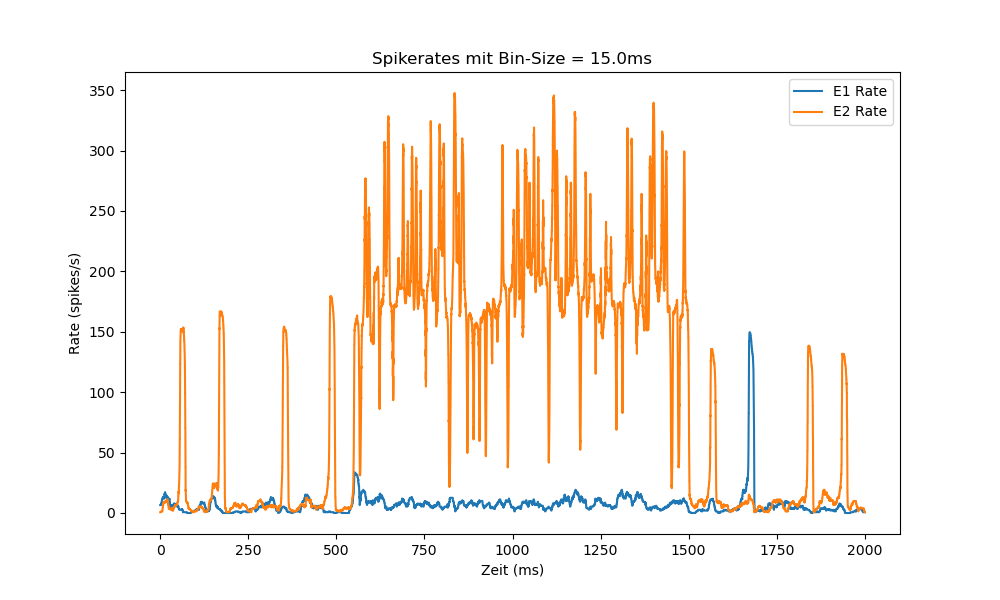 Spikerates mit Bin-Size = 15.0ms
E1 Rate
E2 Rate
350
300
250
200
150
100
50
0
Rate (spikes/s)
0 250 500 750 1000 1250 1500 1750 2000
Zeit (ms)